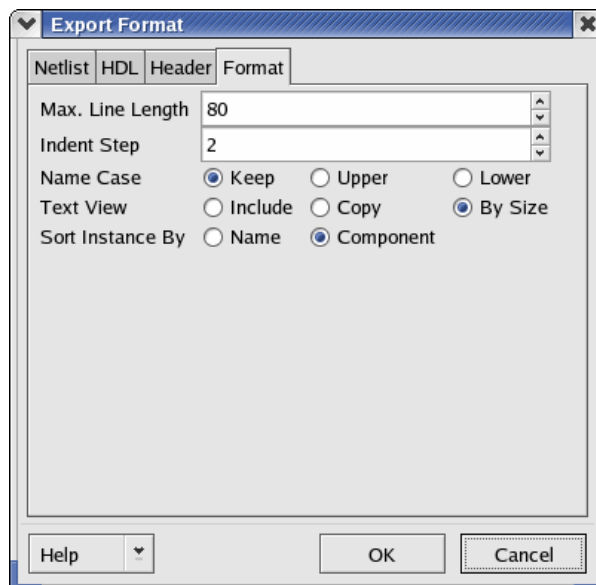 Export Format
Netlist HDL Header Format
Max. Line Length 80
Indent Step 2
Name Case Keep Upper Lower
Text View Include Copy By Size
Sort Instance By Name Component
Help OK Cancel